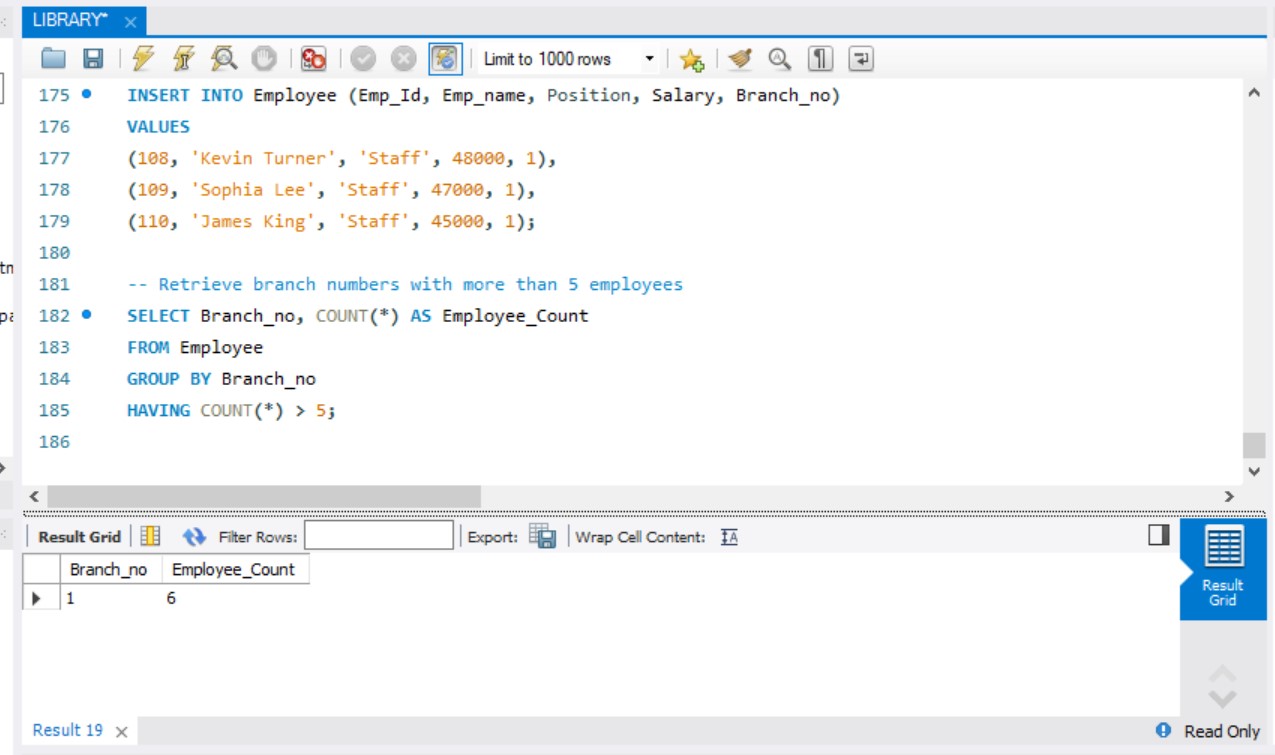 LIBRARY*
Limit to 1000 rows
175 INSERT INTO Employee (Emp_Id, Emp_name, Position, Salary, Branch_no)
176 VALUES
177 (108, 'Kevin Turner', 'Staff', 48000, 1),
178 (109, 'Sophia Lee', 'Staff', 47000, 1),
179 (110, 'James King', 'Staff', 45000, 1);
180
181 -- Retrieve branch numbers with more than 5 employees
182 SELECT Branch_no, COUNT(*) AS Employee_Count
183 FROM Employee
184 GROUP BY Branch_no
185 HAVING COUNT(*) > 5;
186
Result Grid Filter Rows: Export: Wrap Cell Content: IA
Branch_no Employee_Count
1 6
Result
Grid
Result 19
Read Only